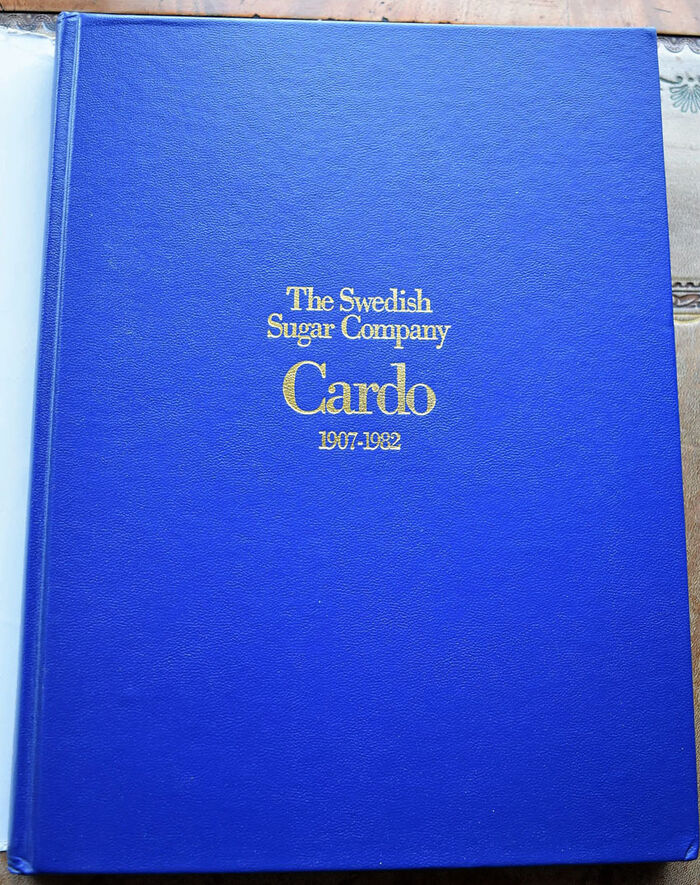 The Swedish
Sugar Company
Cardo
1907-1982